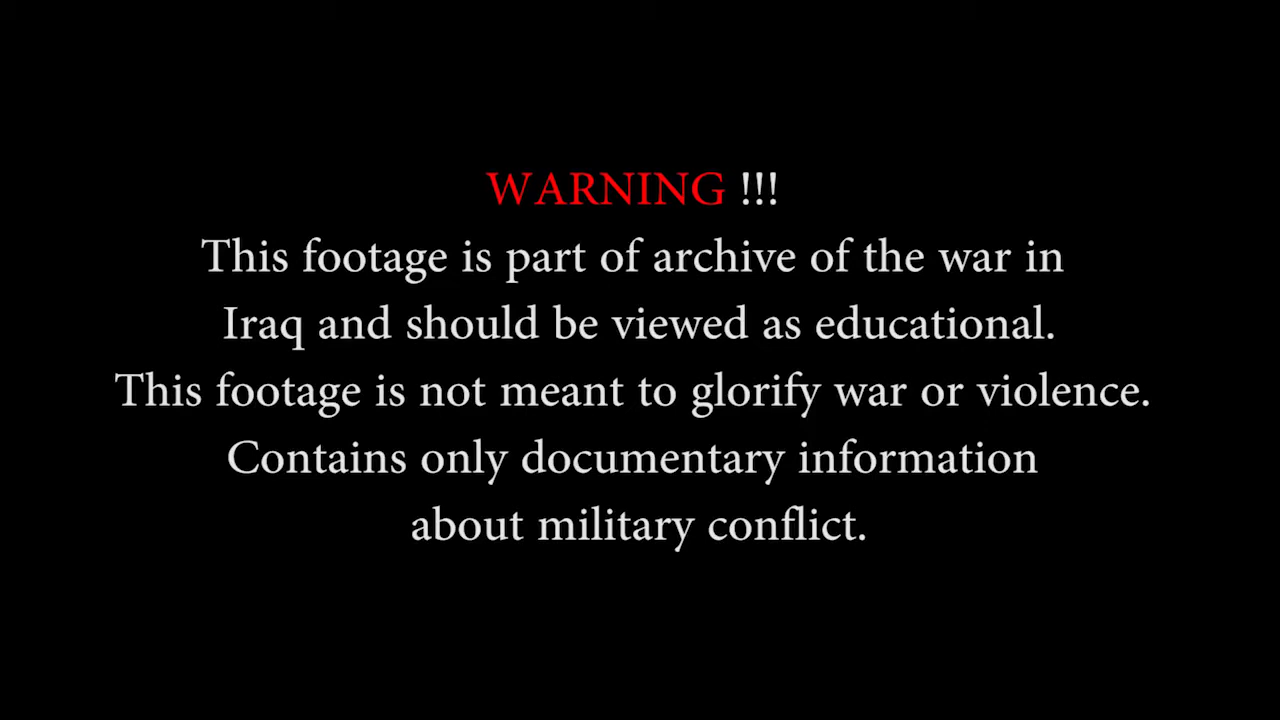 WARNING !!!
This footage is part of archive of the war in
Iraq and should be viewed as educational.
This footage is not meant to glorify war or violence.
Contains only documentary information
about military conflict.